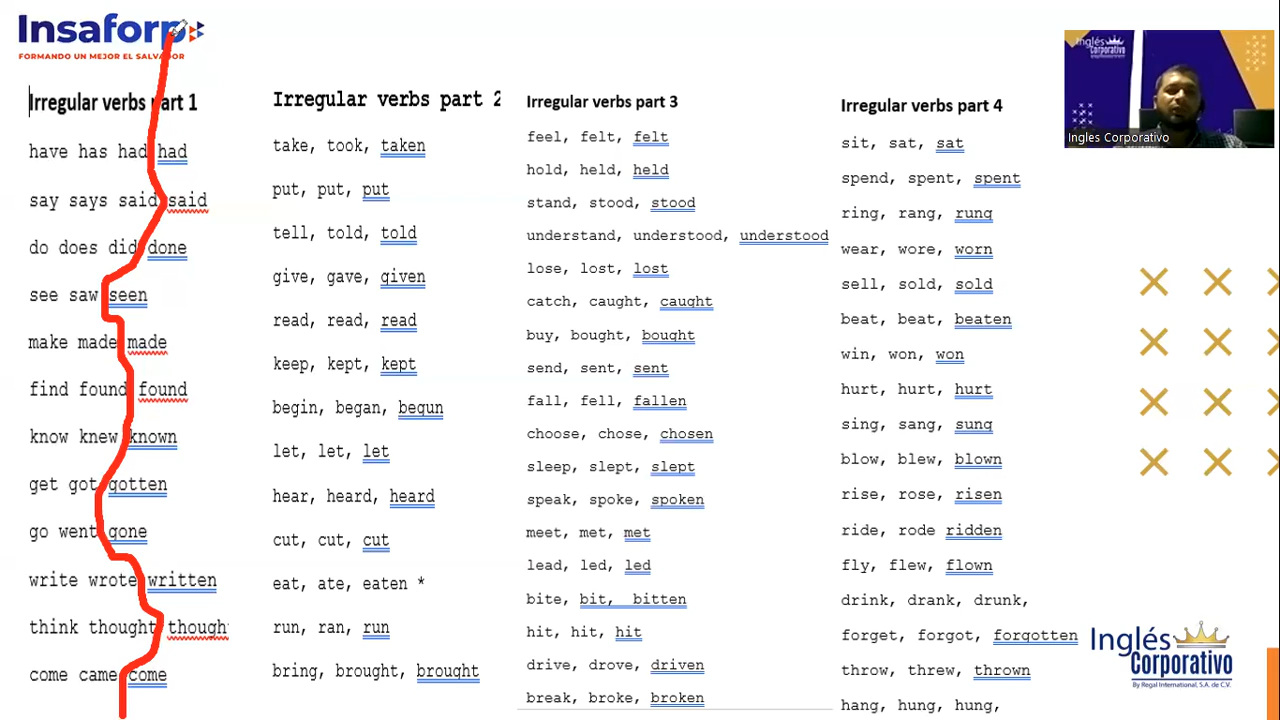 Insaforp
FORMANDO UN MEJOR EL SALVADOR
Inglés
Corporativo
Ingles Corporativo
Irregular verbs part 1
have has had had
say says said said
do does did done
see saw seen
make made made
find found found
know knew known
get got gotten
go went gone
write wrote written
think thought though
come came come
Irregular verbs part 2
take, took, taken
put, put, put
tell, told, told
give, gave, given
read, read, read
keep, kept, kept
begin, began, begun
let, let, let
hear, heard, heard
cut, cut, cut
eat, ate, eaten *
run, ran, run
bring, brought, brought
Irregular verbs part 3
feel, felt, felt
hold, held, held
stand, stood, stood
understand, understood, understood
lose, lost, lost
catch, caught, caught
buy, bought, bought
send, sent, sent
fall, fell, fallen
choose, chose, chosen
sleep, slept, slept
speak, spoke, spoken
meet, met, met
lead, led, led
bite, bit, bitten
hit, hit, hit
drive, drove, driven
break, broke, broken
Irregular verbs part 4
sit, sat, sat
spend, spent, spent
ring, rang, rung
wear, wore, worn
sell, sold, sold
beat, beat, beaten
win, won, won
hurt, hurt, hurt
sing, sang, sung
blow, blew, blown
rise, rose, risen
ride, rode ridden
fly, flew, flown
drink, drank, drunk,
forget, forgot, forgotten
throw, threw, thrown
hang, hung, hung,
Inglés
Corporativo
By Regal International, S.A. de C.V.